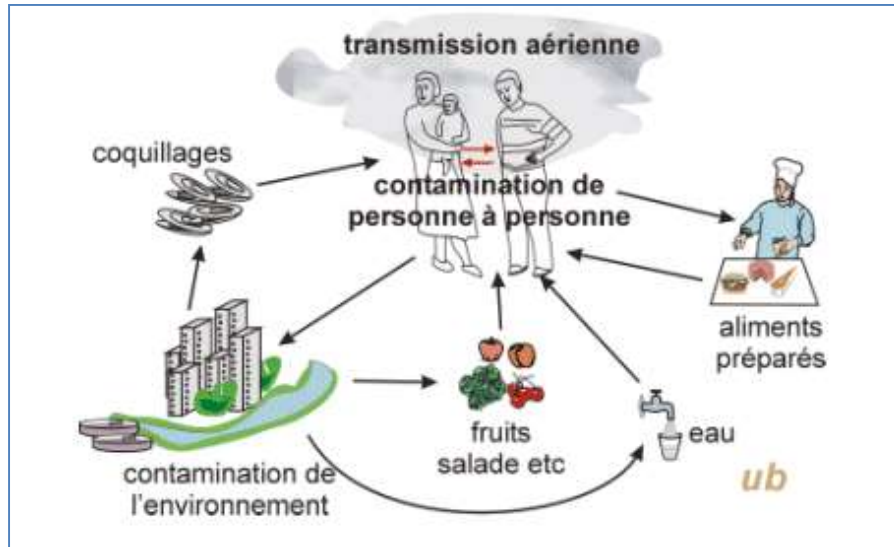 transmission aérienne
coquillages
contamination de
personne à personne
aliments
préparés
fruits
salade etc
eau
contamination de
l'environnement
ub